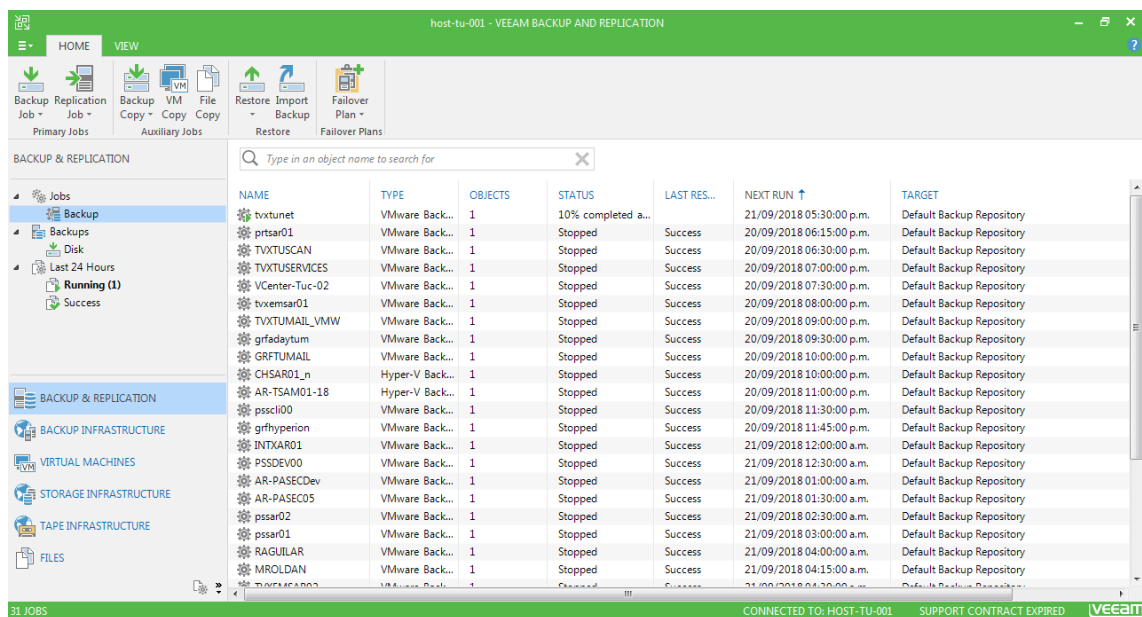 host-tu-001 - VEEAM BACKUP AND REPLICATION
HOME VIEW
?
Backup Job Replication Job Backup Copy VM Copy File Copy Restore Import Backup Failover Plan
VM
Primary Jobs Auxiliary Jobs Restore Failover Plans
BACKUP & REPLICATION
Type in an object name to search for
Jobs
Backup
Backups
Disk
Last 24 Hours
Running (1)
Success
BACKUP & REPLICATION
BACKUP INFRASTRUCTURE
VIRTUAL MACHINES
STORAGE INFRASTRUCTURE
TAPE INFRASTRUCTURE
FILES
NAME TYPE OBJECTS STATUS LAST RES... NEXT RUN TARGET
tvxtunet VMware Back... 1 10% completed a... 21/09/2018 05:30:00 p.m. Default Backup Repository
prtsar01 VMware Back... 1 Stopped Success 20/09/2018 06:15:00 p.m. Default Backup Repository
TVXTUSCAN VMware Back... 1 Stopped Success 20/09/2018 06:30:00 p.m. Default Backup Repository
TVXTUSERVICES VMware Back... 1 Stopped Success 20/09/2018 07:00:00 p.m. Default Backup Repository
VCenter-Tuc-02 VMware Back... 1 Stopped Success 20/09/2018 07:30:00 p.m. Default Backup Repository
tvxemsar01 VMware Back... 1 Stopped Success 20/09/2018 08:00:00 p.m. Default Backup Repository
TVXTUMAIL_VMW VMware Back... 1 Stopped Success 20/09/2018 09:00:00 p.m. Default Backup Repository
grfadaytum VMware Back... 1 Stopped Success 20/09/2018 09:30:00 p.m. Default Backup Repository
GRFTUMAIL VMware Back... 1 Stopped Success 20/09/2018 10:00:00 p.m. Default Backup Repository
CHSAR01_n Hyper-V Back... 1 Stopped Success 20/09/2018 10:00:00 p.m. Default Backup Repository
AR-TSAM01-18 Hyper-V Back... 1 Stopped Success 20/09/2018 11:00:00 p.m. Default Backup Repository
psscli00 VMware Back... 1 Stopped Success 20/09/2018 11:30:00 p.m. Default Backup Repository
grfhyperion VMware Back... 1 Stopped Success 20/09/2018 11:45:00 p.m. Default Backup Repository
INTXAR01 VMware Back... 1 Stopped Success 21/09/2018 12:00:00 a.m. Default Backup Repository
PSSDEV00 VMware Back... 1 Stopped Success 21/09/2018 12:30:00 a.m. Default Backup Repository
AR-PASECDev VMware Back... 1 Stopped Success 21/09/2018 01:00:00 a.m. Default Backup Repository
AR-PASEC05 VMware Back... 1 Stopped Success 21/09/2018 01:30:00 a.m. Default Backup Repository
pssar02 VMware Back... 1 Stopped Success 21/09/2018 02:30:00 a.m. Default Backup Repository
pssar01 VMware Back... 1 Stopped Success 21/09/2018 03:00:00 a.m. Default Backup Repository
RAGUILAR VMware Back... 1 Stopped Success 21/09/2018 04:00:00 a.m. Default Backup Repository
MROLDAN VMware Back... 1 Stopped Success 21/09/2018 04:15:00 a.m. Default Backup Repository
31 JOBS CONNECTED TO: HOST-TU-001 SUPPORT CONTRACT EXPIRED veeam